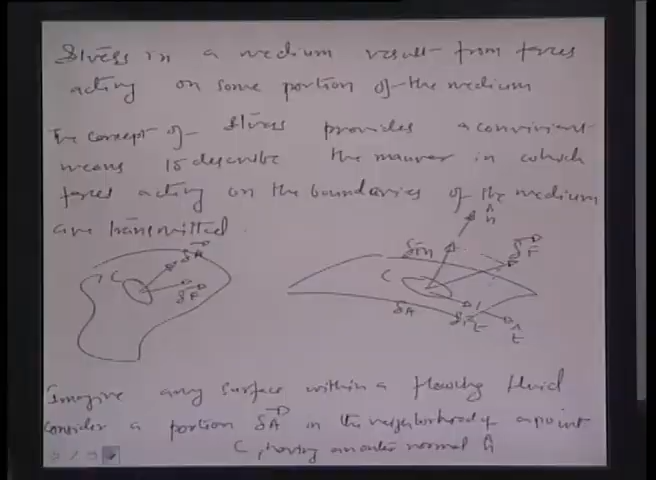 Stress in a medium result from forces
acting on some portion of the medium
The concept of stress provides a convinient
means to describe the manner in which
forces acting on the boundaries of the medium
are transmitted.
C δA δF
n̂ δFn δF C δA δFt t̂
Imagine any surface within a flowing fluid
consider a portion δA in the neighborhood of a point
C, having an outer normal n̂